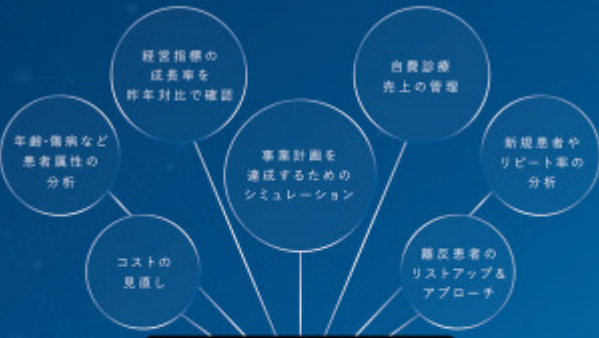 経営指標の
成長率を
昨年対比で確認
自費診療
売上の管理
年齢・傷病など
患者属性の
分析
事業計画を
達成するための
シミュレーション
新規患者や
リピート率の
分析
コストの
見直し
離反患者の
リストアップ&
アプローチ